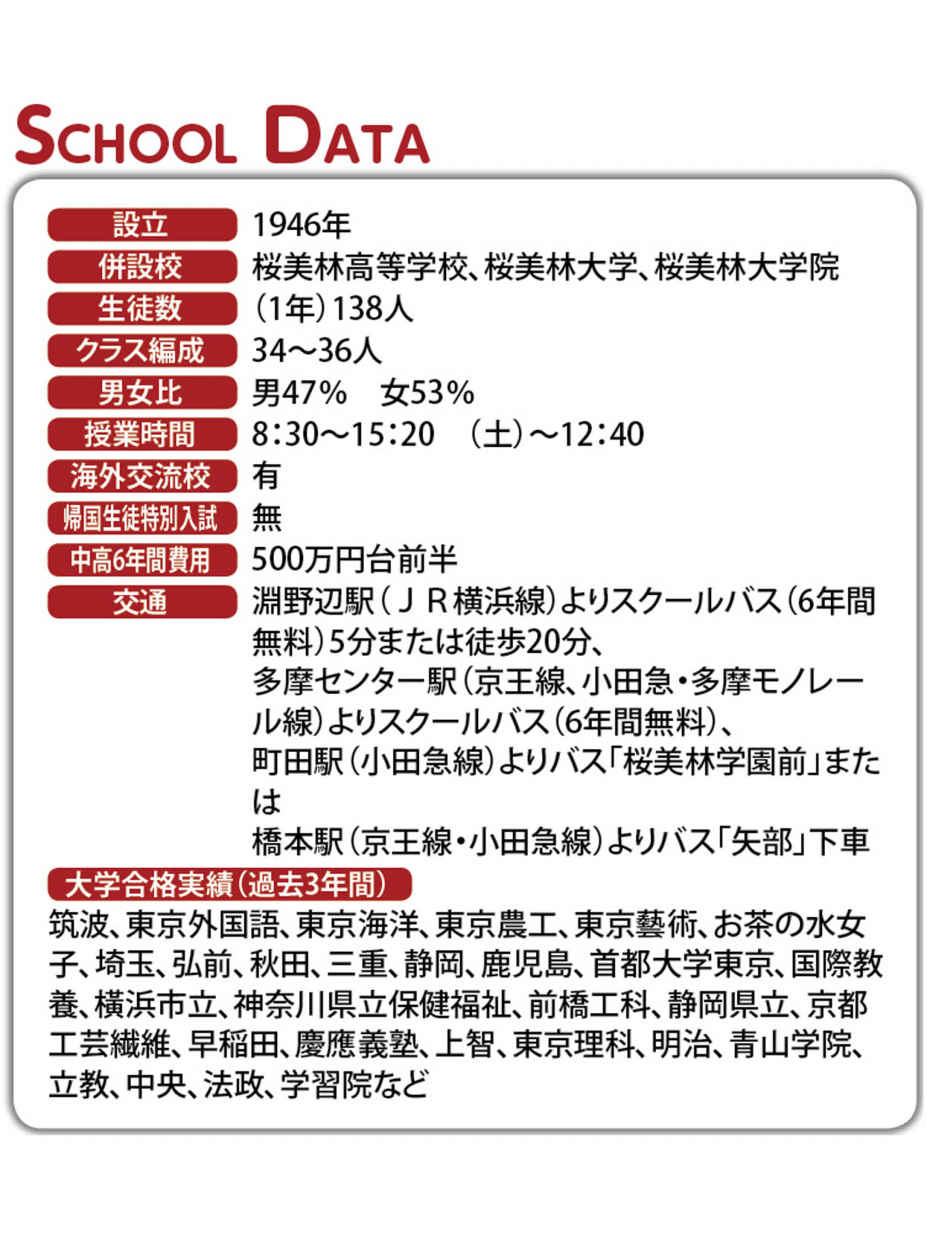 SCHOOL DATA
設立 1946年
併設校 桜美林高等学校、桜美林大学、桜美林大学院
生徒数 （1年）138人
クラス編成 34～36人
男女比 男47%　女53%
授業時間 8：30～15：20　（土）～12：40
海外交流校 有
帰国生徒特別入試 無
中高6年間費用 500万円台前半
交通 淵野辺駅（ＪＲ横浜線）よりスクールバス（6年間
無料）5分または徒歩20分、
多摩センター駅（京王線、小田急・多摩モノレー
ル線）よりスクールバス（6年間無料）、
町田駅（小田急線）よりバス「桜美林学園前」また
は
橋本駅（京王線・小田急線）よりバス「矢部」下車
大学合格実績（過去3年間）
筑波、東京外国語、東京海洋、東京農工、東京藝術、お茶の水女
子、埼玉、弘前、秋田、三重、静岡、鹿児島、首都大学東京、国際教
養、横浜市立、神奈川県立保健福祉、前橋工科、静岡県立、京都
工芸繊維、早稲田、慶應義塾、上智、東京理科、明治、青山学院、
立教、中央、法政、学習院など